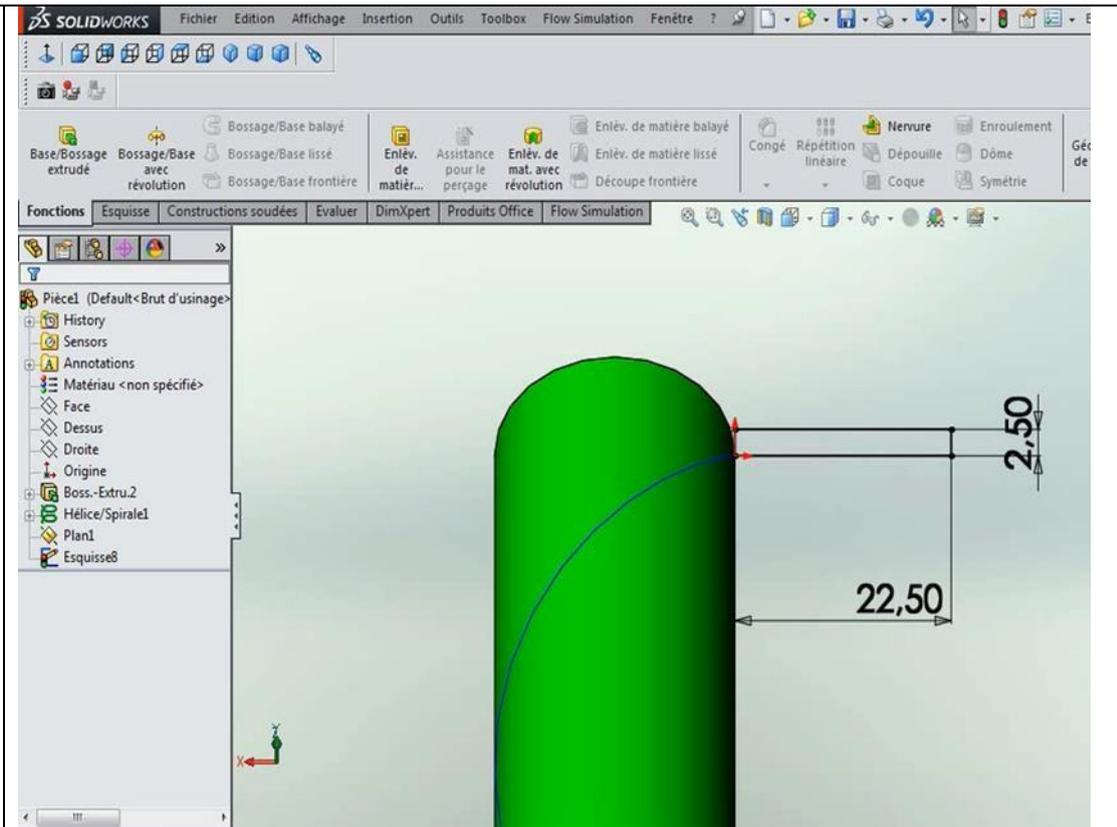 SOLIDWORKS
Fichier Edition Affichage Insertion Outils Toolbox Flow Simulation Fenêtre ?
Base/Bossage extrudé
Bossage/Base avec révolution
Bossage/Base balayé
Bossage/Base lissé
Bossage/Base frontière
Enlèv. de matièr...
Assistance pour le perçage
Enlèv. de mat. avec révolution
Enlèv. de matière balayé
Enlèv. de matière lissé
Découpe frontière
Congé
Répétition linéaire
Nervure
Dépouille
Coque
Enroulement
Dôme
Symétrie
Fonctions Esquisse Constructions soudées Evaluer DimXpert Produits Office Flow Simulation
Pièce1 (Default<Brut d'usinage>
History
Sensors
Annotations
Matériau <non spécifié>
Face
Dessus
Droite
Origine
Boss.-Extru.2
Hélice/Spirale1
Plan1
Esquisse8
2,50
22,50
Y
X